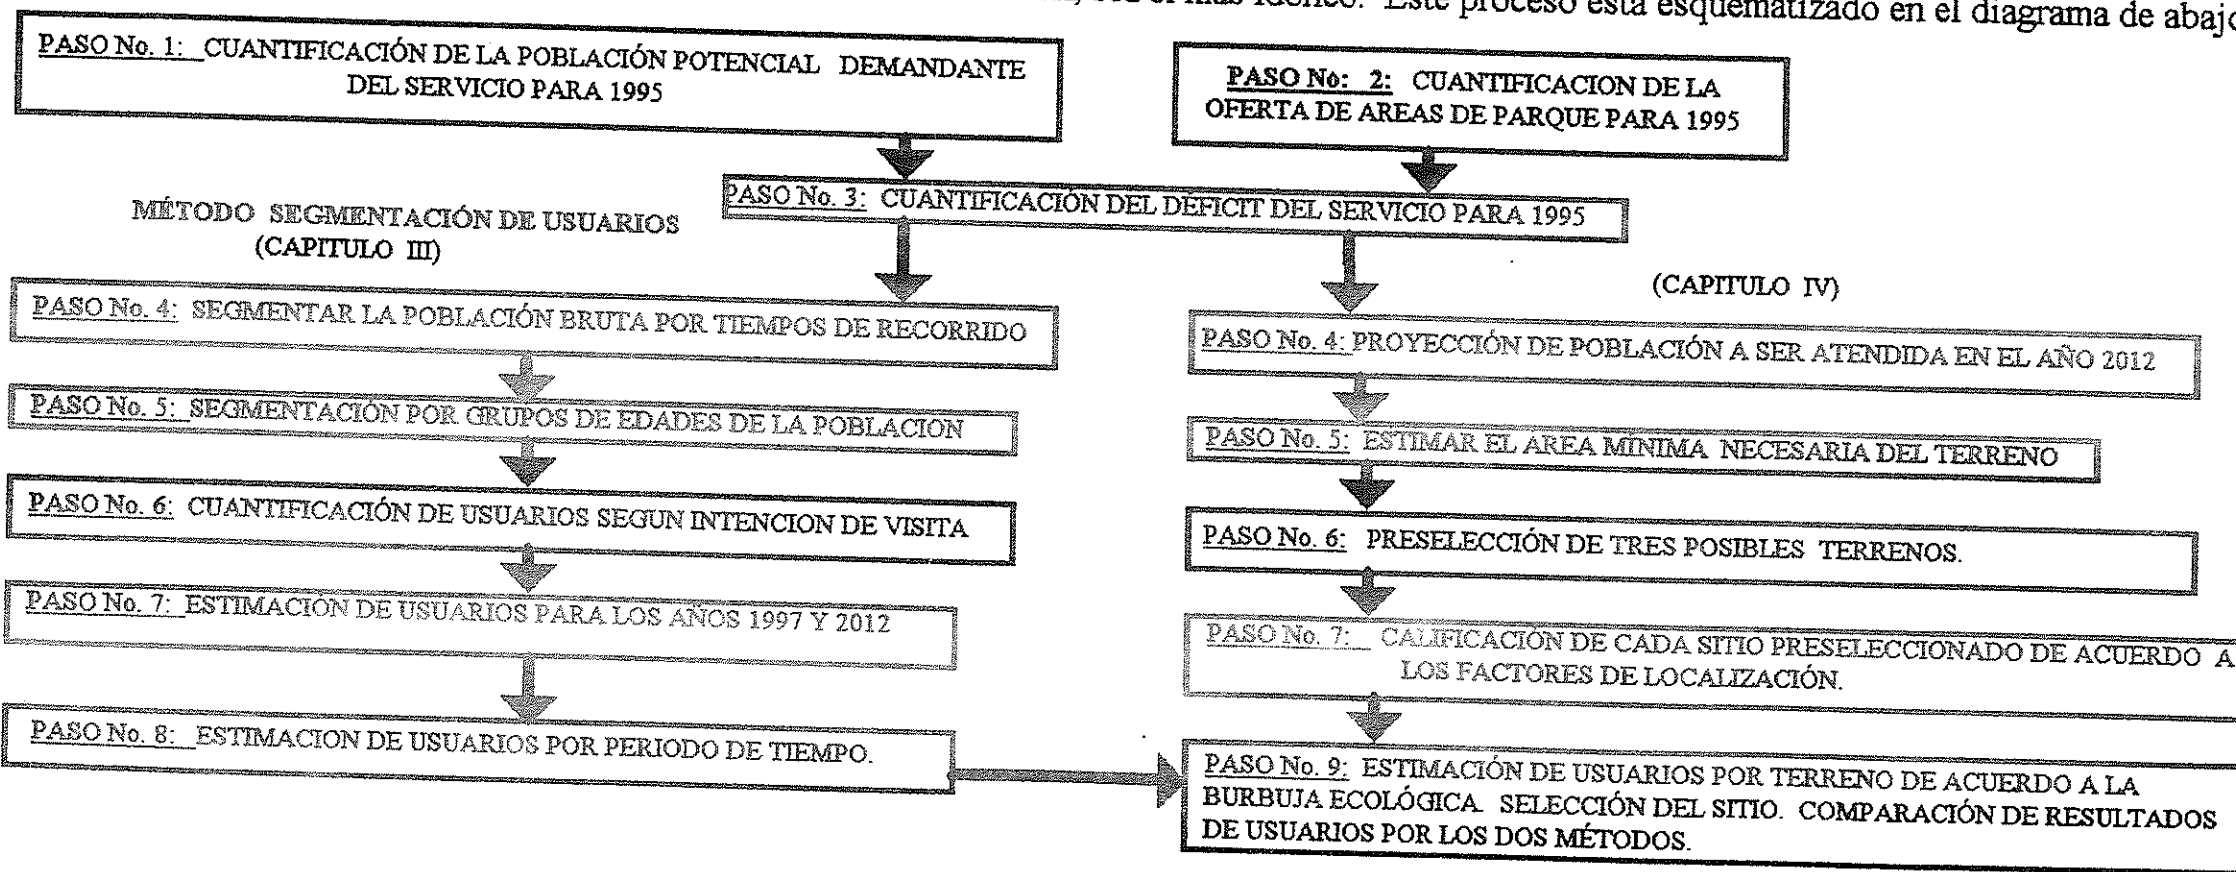 sea el más idóneo. Este proceso está esquematizado en el diagrama de abajo
PASO No. 1: CUANTIFICACIÓN DE LA POBLACIÓN POTENCIAL DEMANDANTE
DEL SERVICIO PARA 1995
PASO No: 2: CUANTIFICACION DE LA
OFERTA DE AREAS DE PARQUE PARA 1995
PASO No. 3: CUANTIFICACIÓN DEL DÉFICIT DEL SERVICIO PARA 1995
MÉTODO SEGMENTACIÓN DE USUARIOS
(CAPITULO III)
(CAPITULO IV)
PASO No. 4: SEGMENTAR LA POBLACIÓN BRUTA POR TIEMPOS DE RECORRIDO
PASO No. 5: SEGMENTACIÓN POR GRUPOS DE EDADES DE LA POBLACION
PASO No. 6: CUANTIFICACIÓN DE USUARIOS SEGUN INTENCION DE VISITA
PASO No. 7: ESTIMACIÓN DE USUARIOS PARA LOS AÑOS 1997 Y 2012
PASO No. 8: ESTIMACION DE USUARIOS POR PERIODO DE TIEMPO.
PASO No. 4: PROYECCIÓN DE POBLACIÓN A SER ATENDIDA EN EL AÑO 2012
PASO No. 5: ESTIMAR EL ÁREA MÍNIMA NECESARIA DEL TERRENO
PASO No. 6: PRESELECCIÓN DE TRES POSIBLES TERRENOS.
PASO No. 7: CALIFICACIÓN DE CADA SITIO PRESELECCIONADO DE ACUERDO A
LOS FACTORES DE LOCALIZACIÓN.
PASO No. 9: ESTIMACIÓN DE USUARIOS POR TERRENO DE ACUERDO A LA
BURBUJA ECOLÓGICA. SELECCIÓN DEL SITIO. COMPARACIÓN DE RESULTADOS
DE USUARIOS POR LOS DOS MÉTODOS.